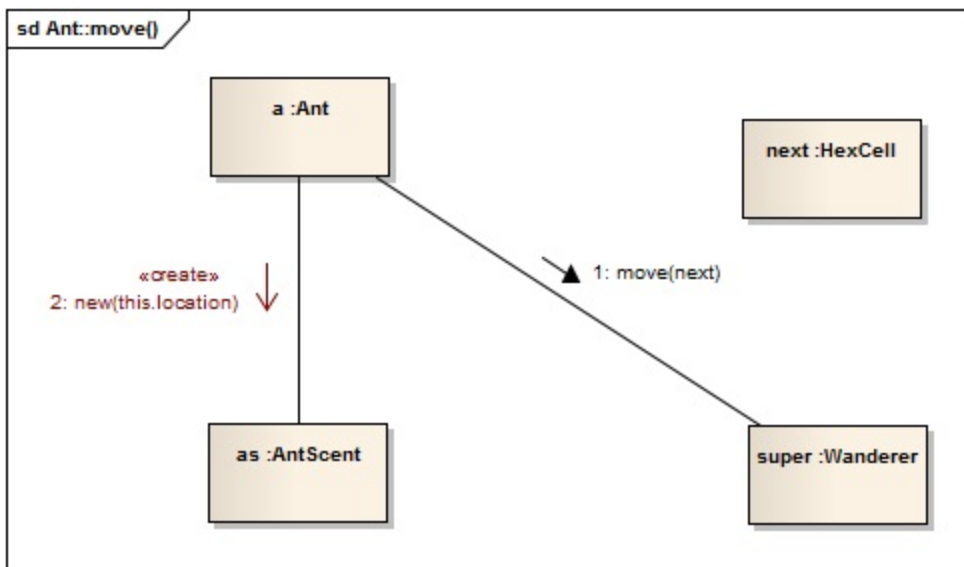 sd Ant::move()
a :Ant
next :HexCell
«create»
2: new(this.location)
1: move(next)
as :AntScent
super :Wanderer